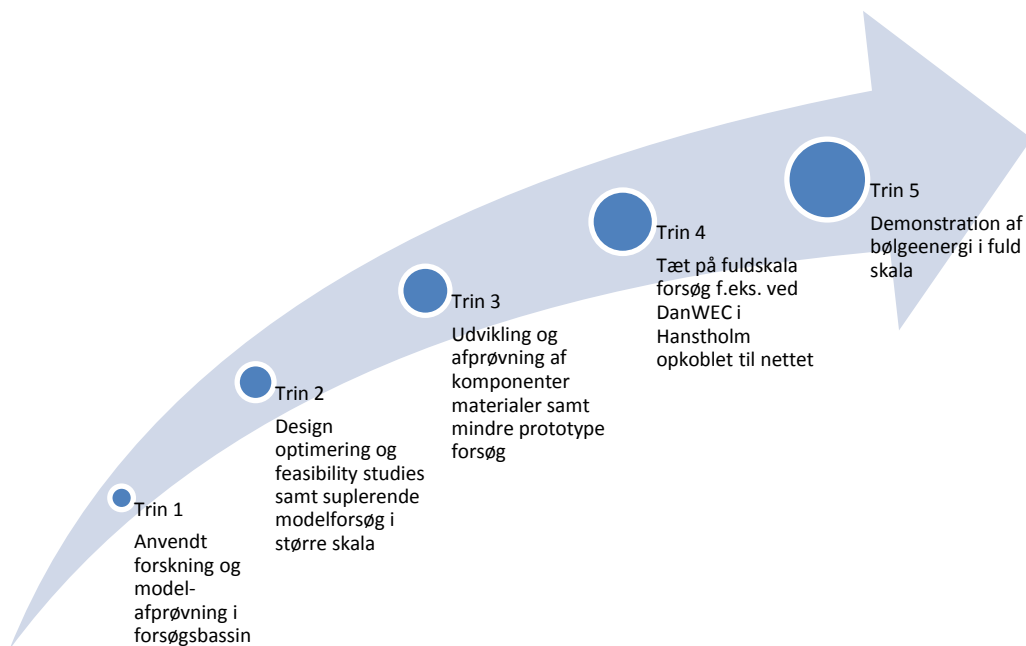 Trin 1
Anvendt
forskning og
model-
afprøvning i
forsøgsbassin
Trin 2
Design
optimering og
feasibility studies
samt suplerende
modelforsøg i
større skala
Trin 3
Udvikling og
afprøvning af
komponenter
materialer samt
mindre prototype
forsøg
Trin 4
Tæt på fuldskala
forsøg f.eks. ved
DanWEC i
Hanstholm
opkoblet til nettet
Trin 5
Demonstration af
bølgeenergi i fuld
skala